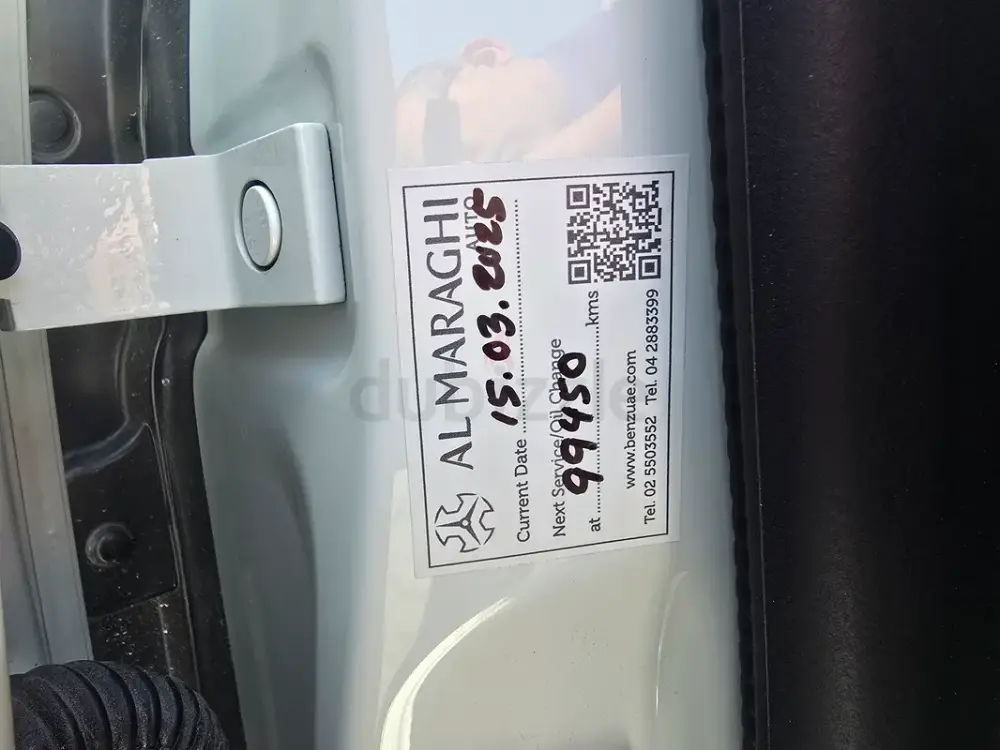 AL MARAGHI
AUTO
Current Date 15.03.2025
Next Service/Oil Change
at 99450 kms
www.benzuae.com
Tel. 02 5503552 Tel. 04 2883399
dubizzle